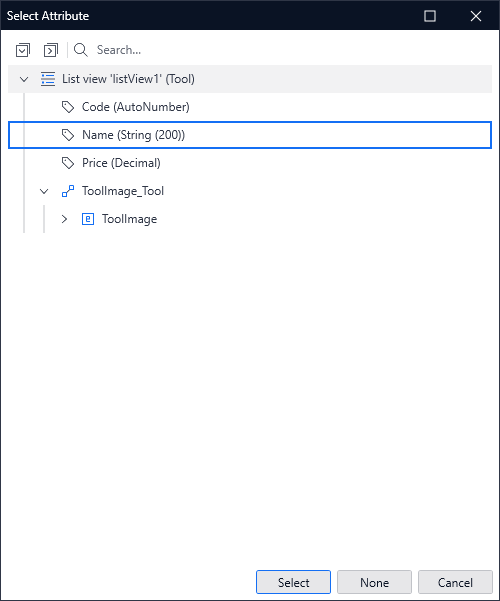 Select Attribute
Search...
List view 'listView1' (Tool)
Code (AutoNumber)
Name (String (200))
Price (Decimal)
ToolImage_Tool
ToolImage
Select None Cancel